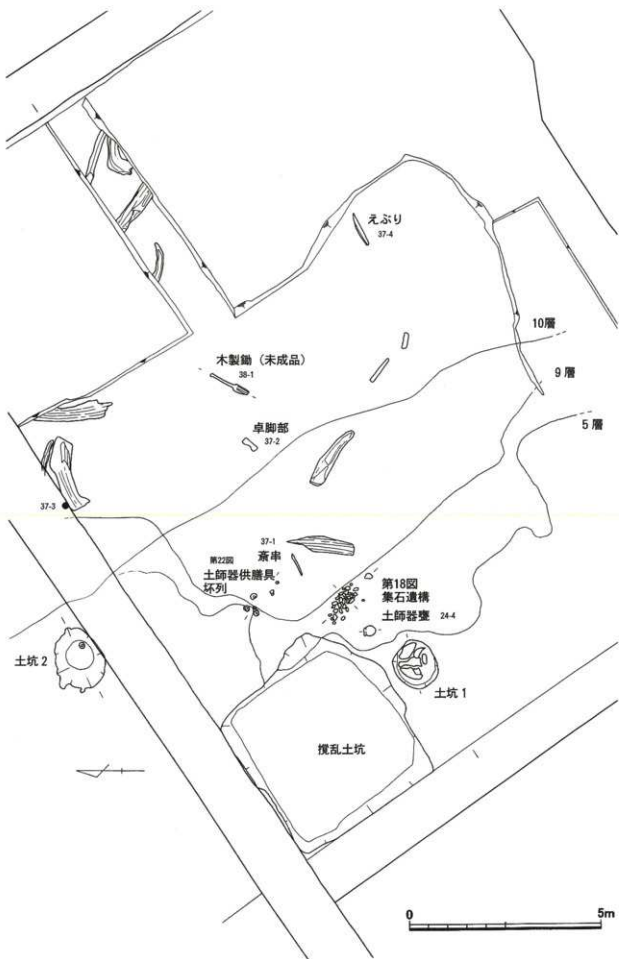 えぶり
37-4
10層
木製鋤（未成品）
38-1
9層
卓脚部
37-2
5層
37-3
37-1
斎串
第22図
土師器供膳具
坏列
第18図
集石遺構
土師器甕 24-4
土坑2
土坑1
攪乱土坑
0 5m